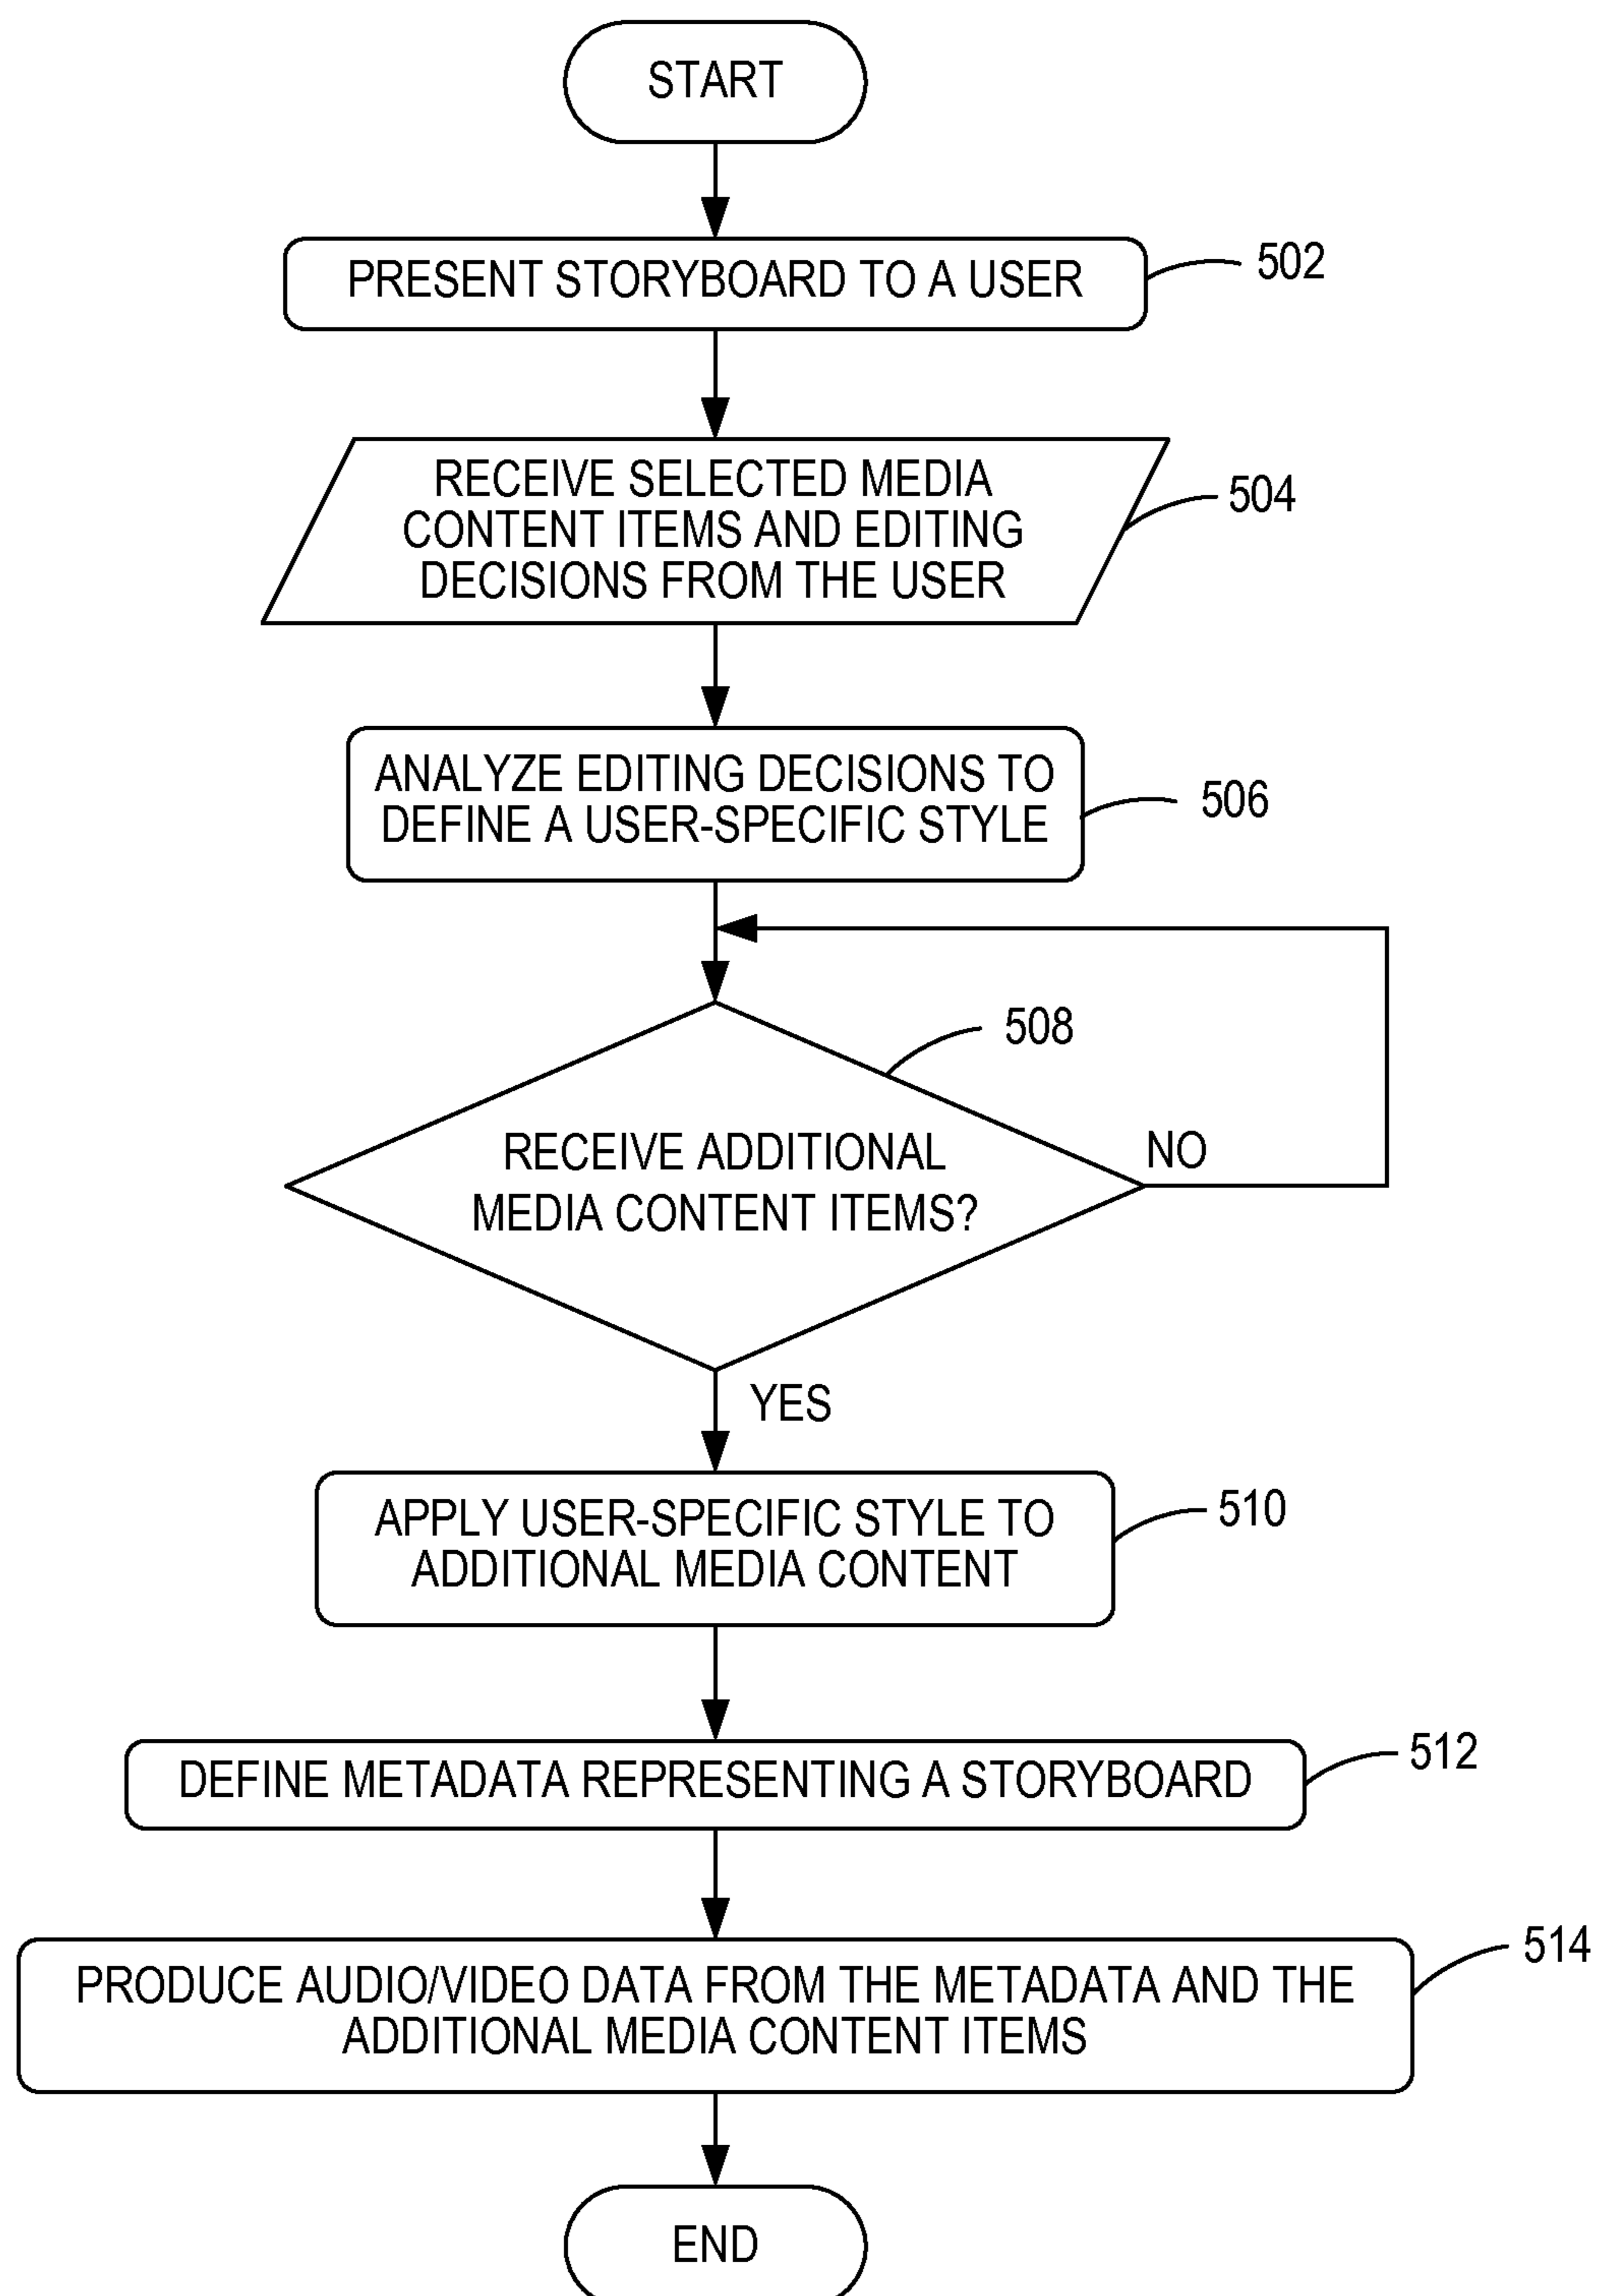 START
PRESENT STORYBOARD TO A USER
502
RECEIVE SELECTED MEDIA
CONTENT ITEMS AND EDITING
DECISIONS FROM THE USER
504
ANALYZE EDITING DECISIONS TO
DEFINE A USER-SPECIFIC STYLE
506
508
RECEIVE ADDITIONAL
MEDIA CONTENT ITEMS?
NO
YES
APPLY USER-SPECIFIC STYLE TO
ADDITIONAL MEDIA CONTENT
510
DEFINE METADATA REPRESENTING A STORYBOARD
512
PRODUCE AUDIO/VIDEO DATA FROM THE METADATA AND THE
ADDITIONAL MEDIA CONTENT ITEMS
514
END